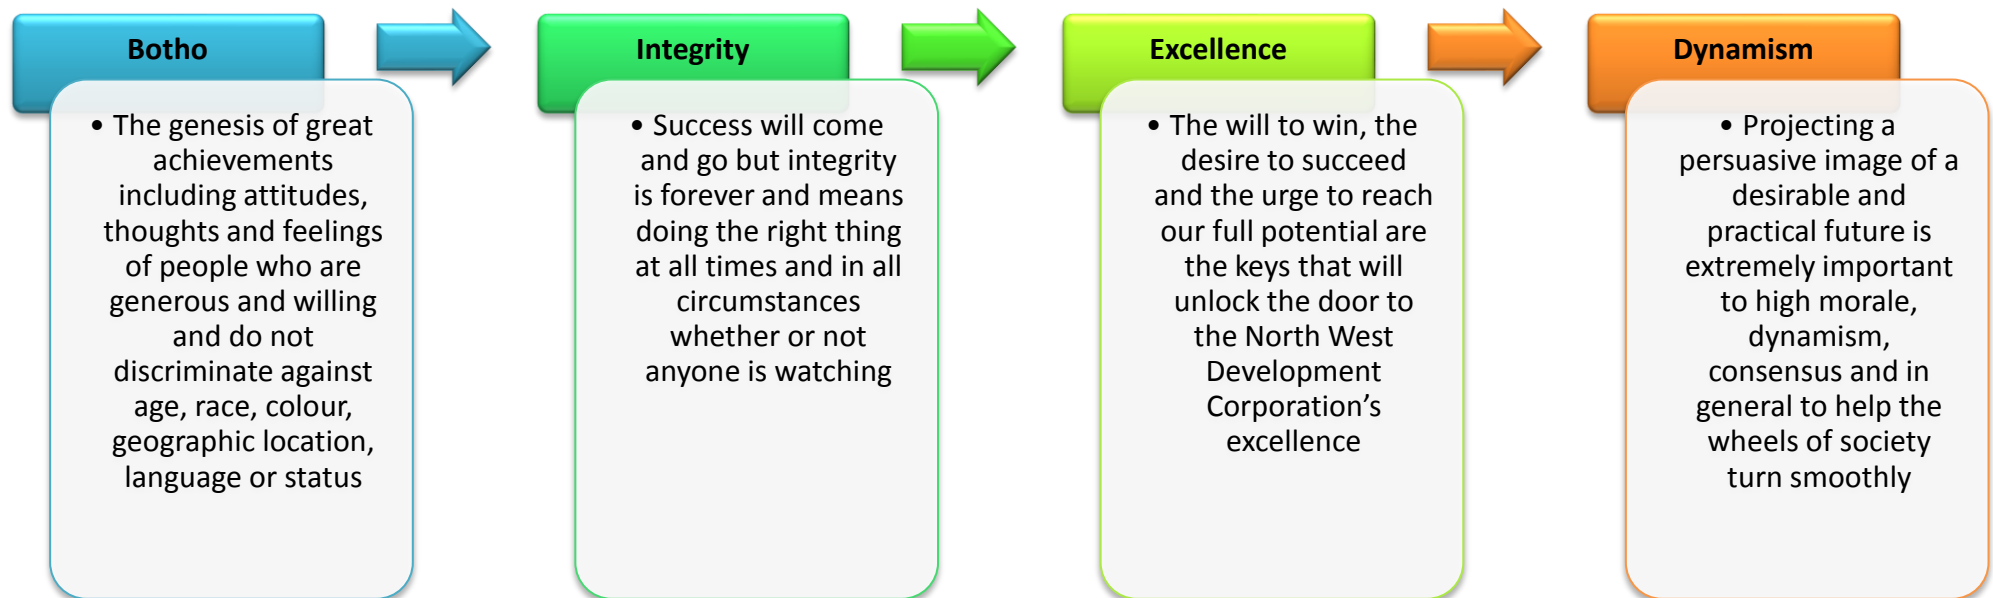 Botho
• The genesis of great
achievements
including attitudes,
thoughts and feelings
of people who are
generous and willing
and do not
discriminate against
age, race, colour,
geographic location,
language or status
Integrity
• Success will come
and go but integrity
is forever and means
doing the right thing
at all times and in all
circumstances
whether or not
anyone is watching
Excellence
• The will to win, the
desire to succeed
and the urge to reach
our full potential are
the keys that will
unlock the door to
the North West
Development
Corporation’s
excellence
Dynamism
• Projecting a
persuasive image of a
desirable and
practical future is
extremely important
to high morale,
dynamism,
consensus and in
general to help the
wheels of society
turn smoothly